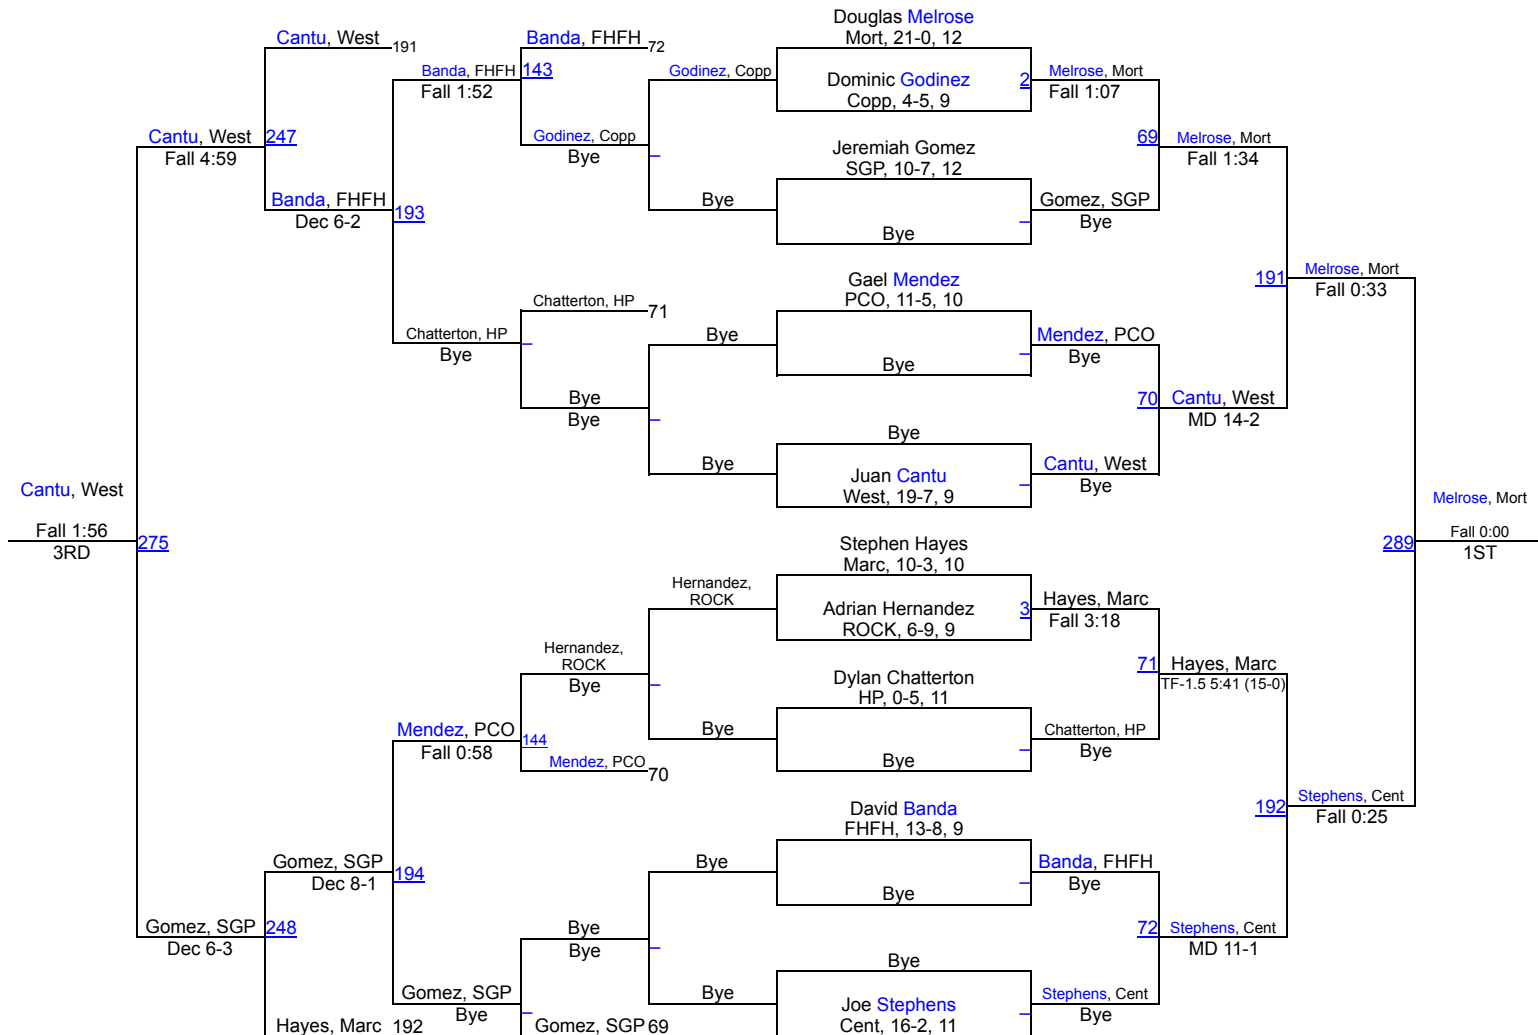 Douglas Melrose
Mort, 21-0, 12
Cantu, West
191
Banda, FHFH
72
Banda, FHFH
143
Fall 1:52
Godinez, Copp
Dominic Godinez
Copp, 4-5, 9
2
Melrose, Mort
Fall 1:07
Cantu, West
247
Fall 4:59
Godinez, Copp
Bye
69
Melrose, Mort
Fall 1:34
Jeremiah Gomez
SGP, 10-7, 12
Banda, FHFH
193
Dec 6-2
Bye
Gomez, SGP
Bye
Bye
Gael Mendez
PCO, 11-5, 10
191
Melrose, Mort
Fall 0:33
Chatterton, HP
71
Chatterton, HP
Bye
Bye
Mendez, PCO
Bye
Bye
Bye
Bye
70
Cantu, West
MD 14-2
Bye
Bye
Juan Cantu
West, 19-7, 9
Cantu, West
Bye
Cantu, West
Fall 1:56
3RD
275
Melrose, Mort
Fall 0:00
1ST
289
Stephen Hayes
Marc, 10-3, 10
Hernandez,
ROCK
Adrian Hernandez
ROCK, 6-9, 9
3
Hayes, Marc
Fall 3:18
Hernandez,
ROCK
Bye
71
Hayes, Marc
TF-1.5 5:41 (15-0)
Dylan Chatterton
HP, 0-5, 11
Mendez, PCO
144
Fall 0:58
Bye
Chatterton, HP
Bye
Bye
Mendez, PCO
70
David Banda
FHFH, 13-8, 9
192
Stephens, Cent
Fall 0:25
Gomez, SGP
194
Dec 8-1
Bye
Banda, FHFH
Bye
Bye
Gomez, SGP
248
Dec 6-3
Bye
Bye
72
Stephens, Cent
MD 11-1
Bye
Gomez, SGP
Bye
Bye
Joe Stephens
Cent, 16-2, 11
Stephens, Cent
Bye
Hayes, Marc
192
Gomez, SGP
69